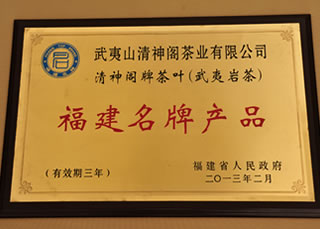 武夷山清神阁茶业有限公司
清神阁牌茶叶(武夷岩茶)
福建名牌产品
(有效期三年)
福建省人民政府
二〇一三年二月